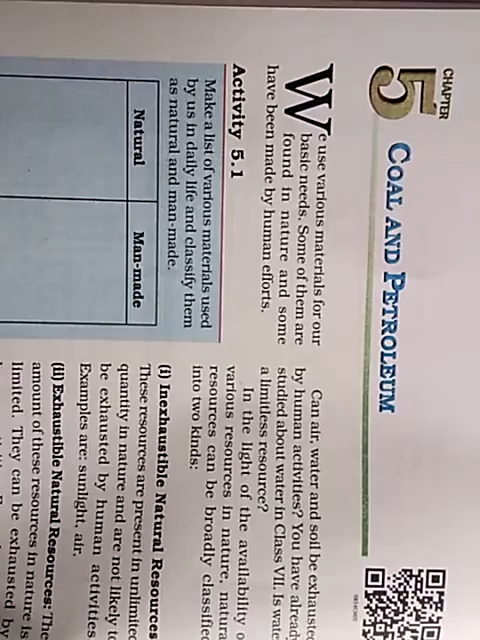 CHAPTER
5
COAL AND PETROLEUM
We use various materials for our
basic needs. Some of them are
found in nature and some
have been made by human efforts.
Activity 5.1
Make a list of various materials used
by us in daily life and classify them
as natural and man-made.
Natural Man-made
Can air, water and soil be exhauste
by human activities? You have alread
studied about water in Class VII. Is wate
a limitless resource?
In the light of the availability o
various resources in nature, natura
resources can be broadly classified
into two kinds:
(i) Inexhaustible Natural Resources
These resources are present in unlimited
quantity in nature and are not likely to
be exhausted by human activities
Examples are: sunlight, air.
(ii) Exhaustible Natural Resources: The
amount of these resources in nature is
limited. They can be exhausted by